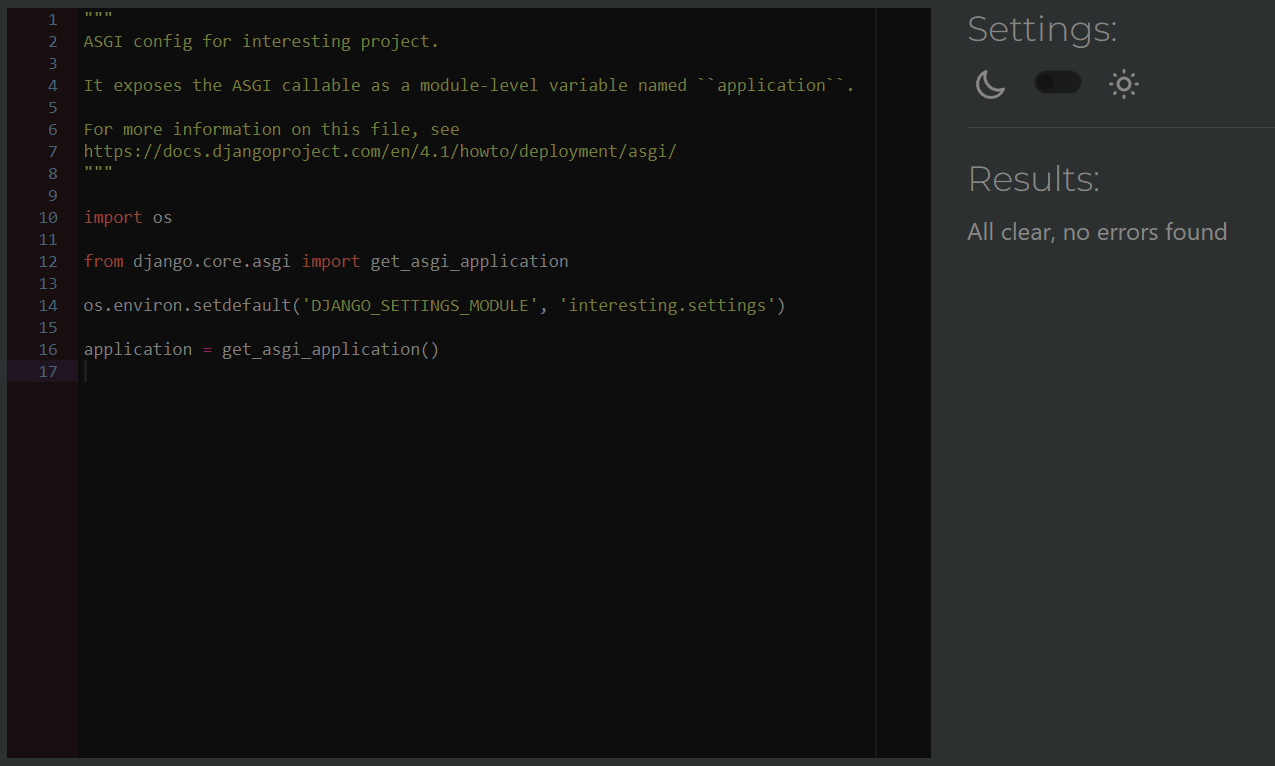 1 """
2 ASGI config for interesting project.
3
4 It exposes the ASGI callable as a module-level variable named ``application``.
5
6 For more information on this file, see
7 https://docs.djangoproject.com/en/4.1/howto/deployment/asgi/
8 """
9
10 import os
11
12 from django.core.asgi import get_asgi_application
13
14 os.environ.setdefault('DJANGO_SETTINGS_MODULE', 'interesting.settings')
15
16 application = get_asgi_application()
17
Settings:
Results:
All clear, no errors found